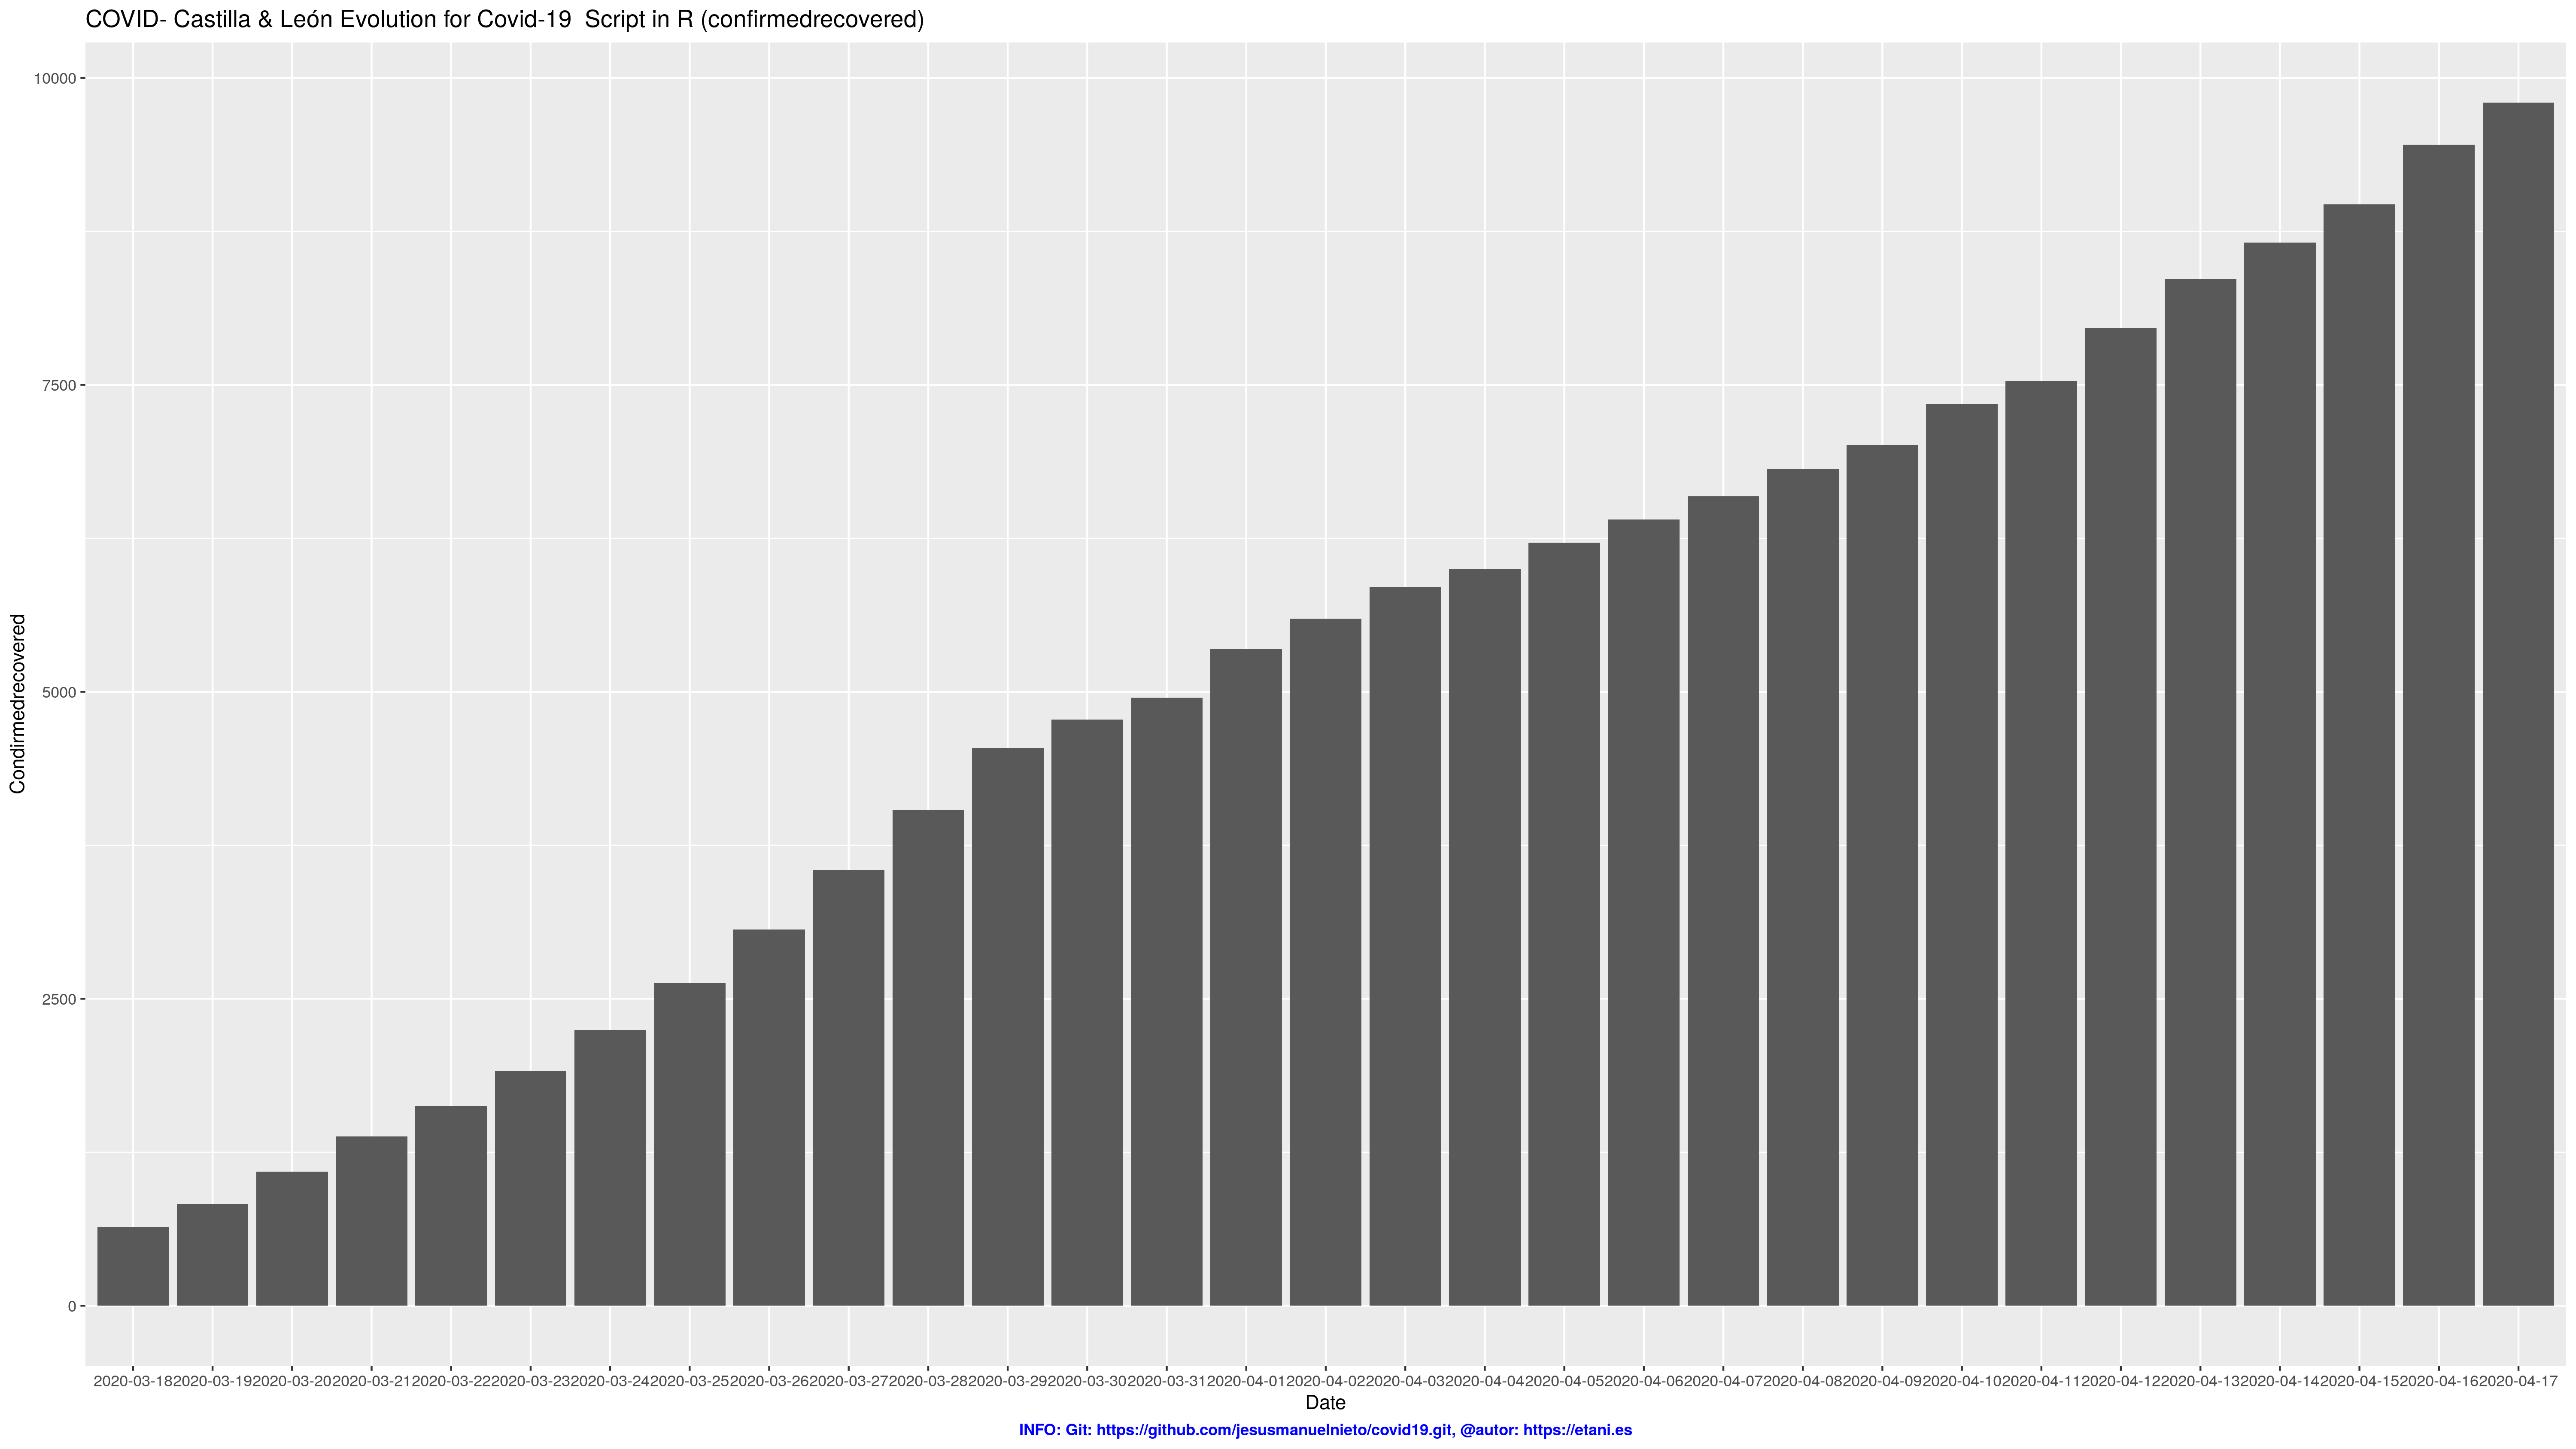 COVID- Castilla & León Evolution for Covid-19  Script in R (confirmedrecovered)
10000
7500
5000
2500
0
Condirmedrecovered
2020-03-18 2020-03-19 2020-03-20 2020-03-21 2020-03-22 2020-03-23 2020-03-24 2020-03-25 2020-03-26 2020-03-27 2020-03-28 2020-03-29 2020-03-30 2020-03-31 2020-04-01 2020-04-02 2020-04-03 2020-04-04 2020-04-05 2020-04-06 2020-04-07 2020-04-08 2020-04-09 2020-04-10 2020-04-11 2020-04-12 2020-04-13 2020-04-14 2020-04-15 2020-04-16 2020-04-17
Date
INFO: Git: https://github.com/jesusmanuelnieto/covid19.git, @autor: https://etani.es